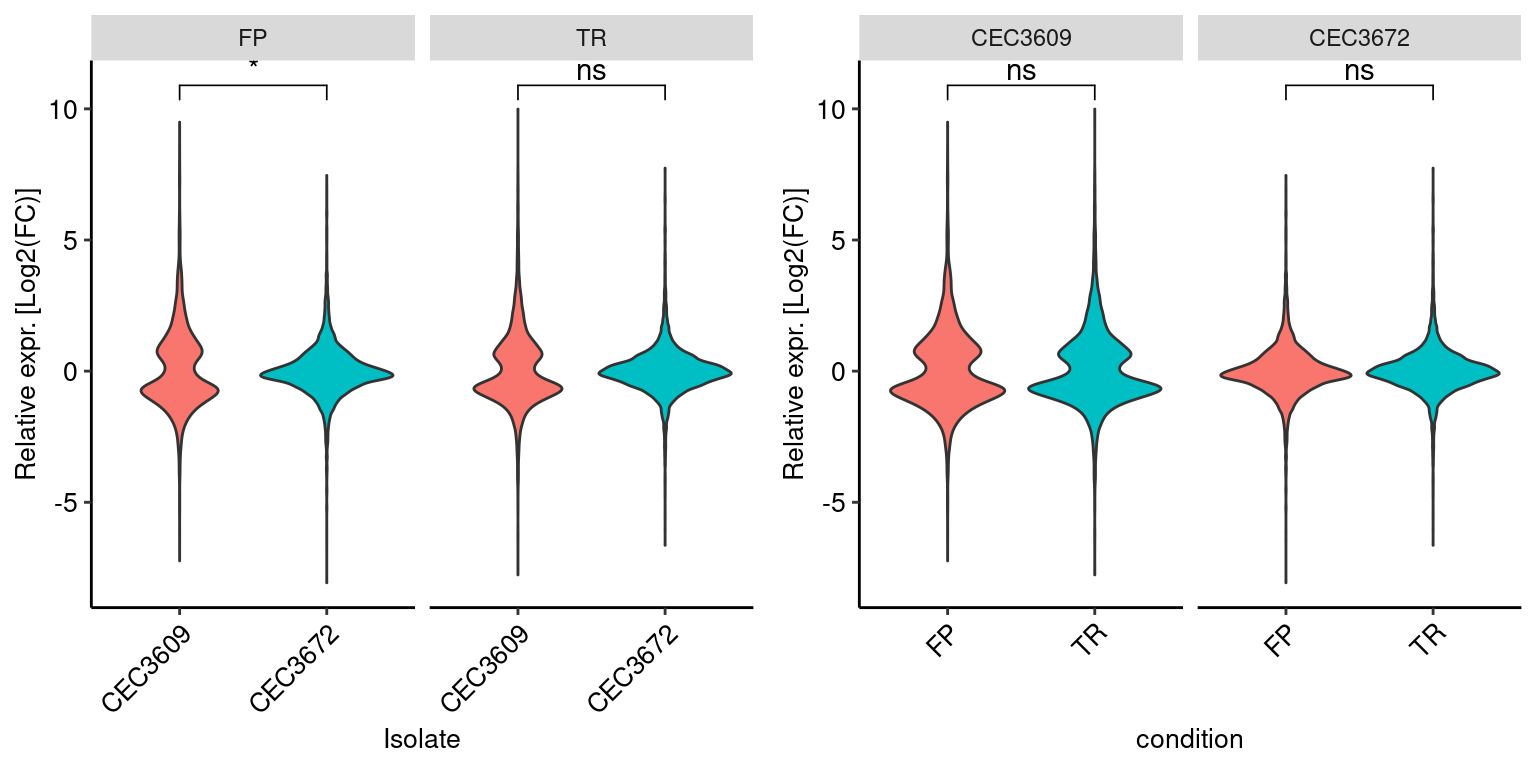 FP TR CEC3609 CEC3672
* ns ns ns
10 10
5 5
0 0
-5 -5
Relative expr. [Log2(FC)] Relative expr. [Log2(FC)]
CEC3609 CEC3672 CEC3609 CEC3672 FP TR FP TR
Isolate condition